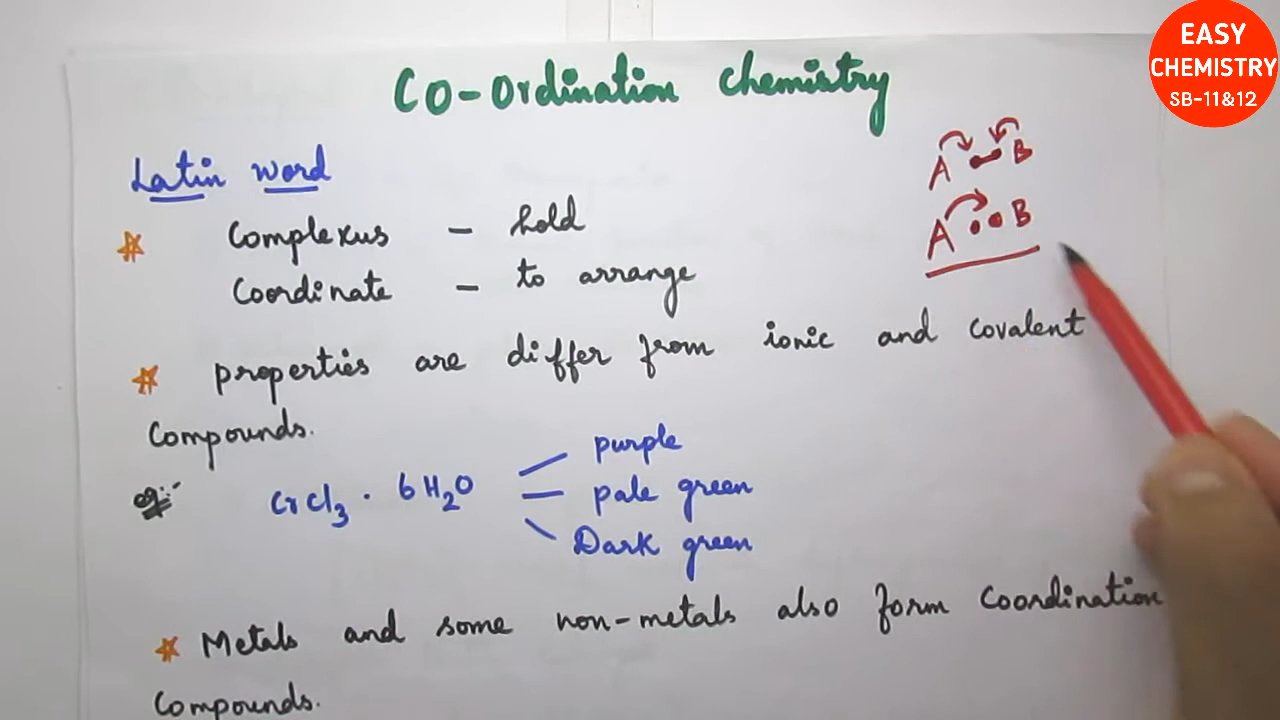 EASY
CHEMISTRY
SB-11&12
Co-Ordination Chemistry
Latin word
A B
A B
Complexus - hold
Coordinate - to arrange
properties are differ from ionic and covalent
Compounds.
eg:-
CrCl3 · 6H2O
purple
pale green
Dark green
Metals and some non-metals also form Coordination
Compounds.